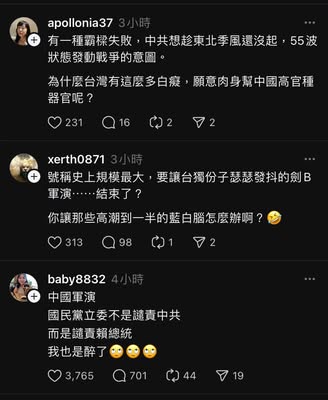 apollonia37 3小時
有一種霸樑失敗，中共想趁東北季風還沒起，55波
狀態發動戰爭的意圖。
為什麼台灣有這麼多白癡，願意肉身幫中國高官種
器官呢？
231 16 2 2
xerth0871 3小時
號稱史上規模最大，要讓台獨份子瑟瑟發抖的劍B
軍演⋯⋯結束了？
你讓那些高潮到一半的藍白腦怎麼辦啊？🤣
313 98 1 2
baby8832 4小時
中國軍演
國民黨立委不是譴責中共
而是譴責賴總統
我也是醉了🙄🙄🙄
3,765 701 44 19